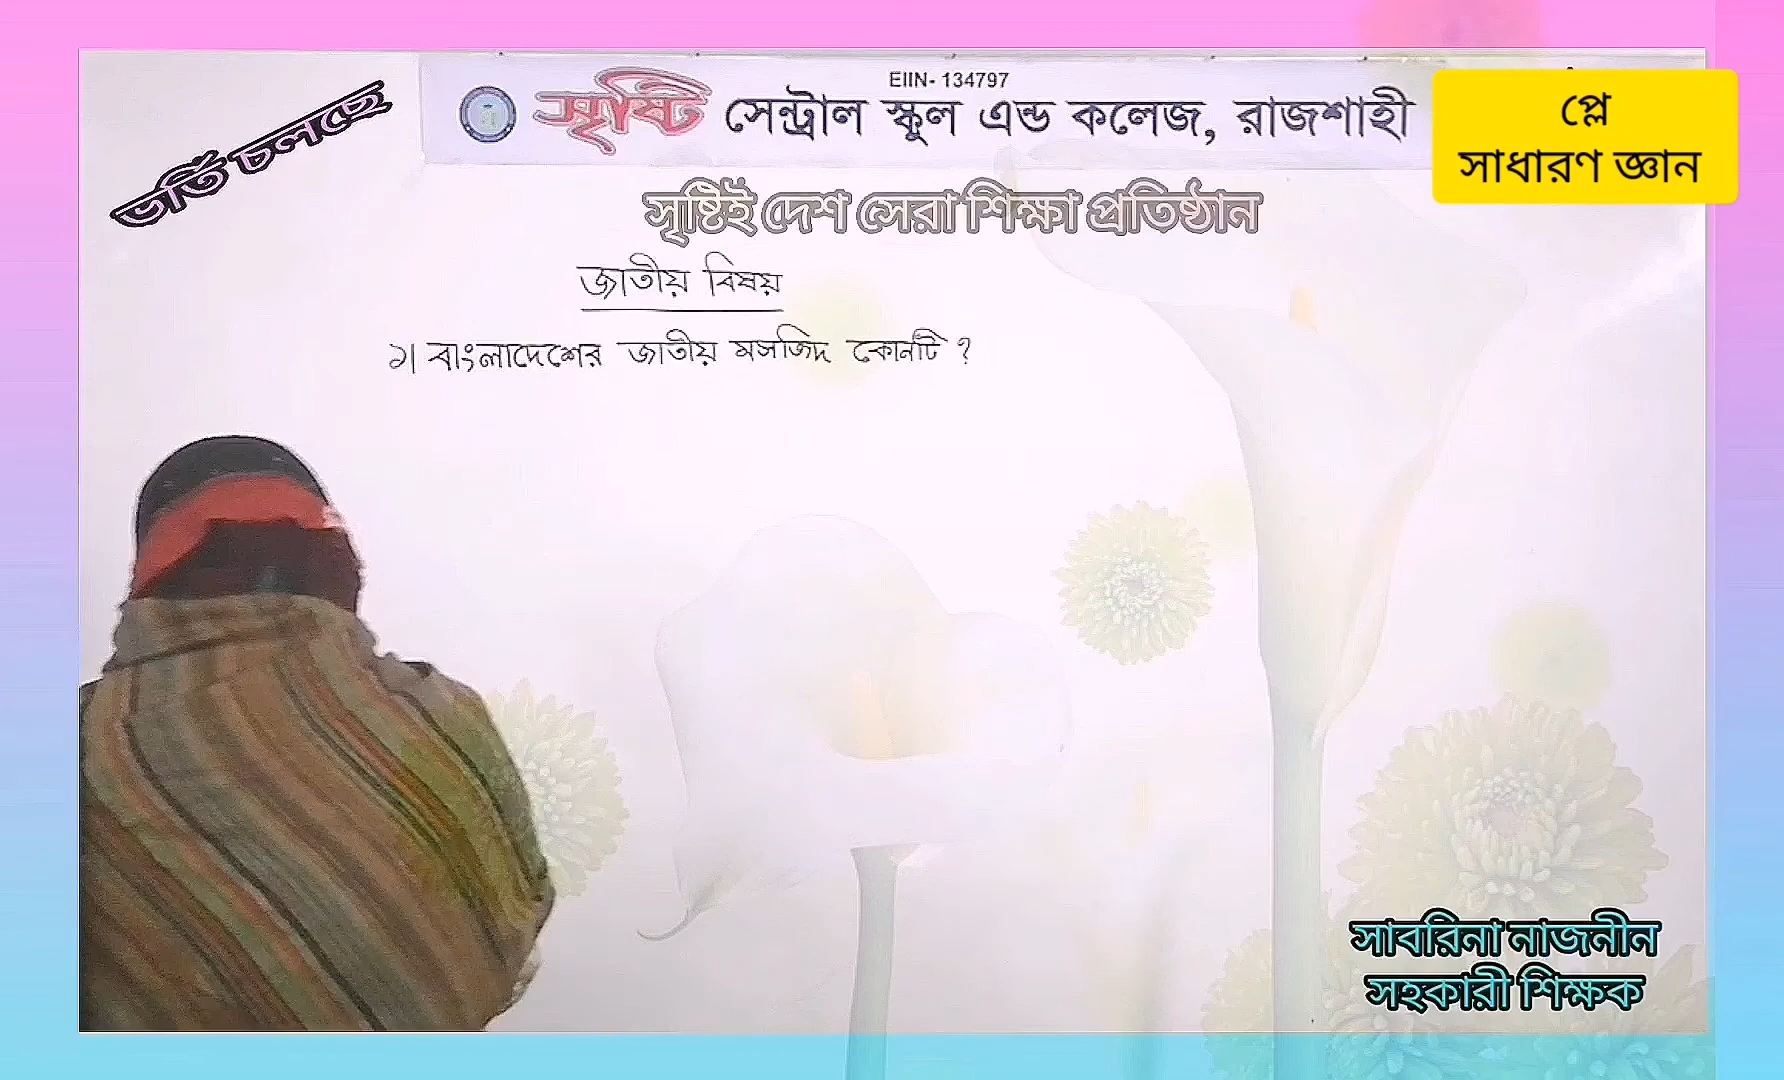 ভর্তি চলছে
EIIN- 134797
সৃষ্টি সেন্ট্রাল স্কুল এন্ড কলেজ, রাজশাহী
প্লে
সাধারণ জ্ঞান
সৃষ্টিই দেশ সেরা শিক্ষা প্রতিষ্ঠান
জাতীয় বিষয়
১। বাংলাদেশের জাতীয় মসজিদ কোনটি ?
সাবরিনা নাজনীন
সহকারী শিক্ষক